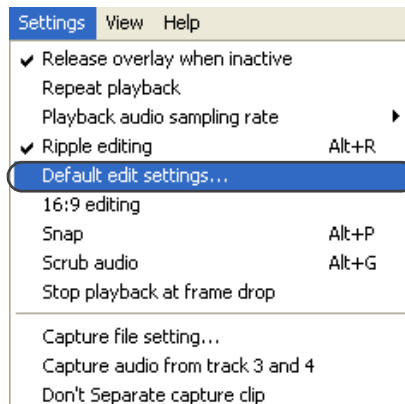 Settings View Help
Release overlay when inactive
Repeat playback
Playback audio sampling rate
Ripple editing Alt+R
Default edit settings...
16:9 editing
Snap Alt+P
Scrub audio Alt+G
Stop playback at frame drop
Capture file setting...
Capture audio from track 3 and 4
Don't Separate capture clip